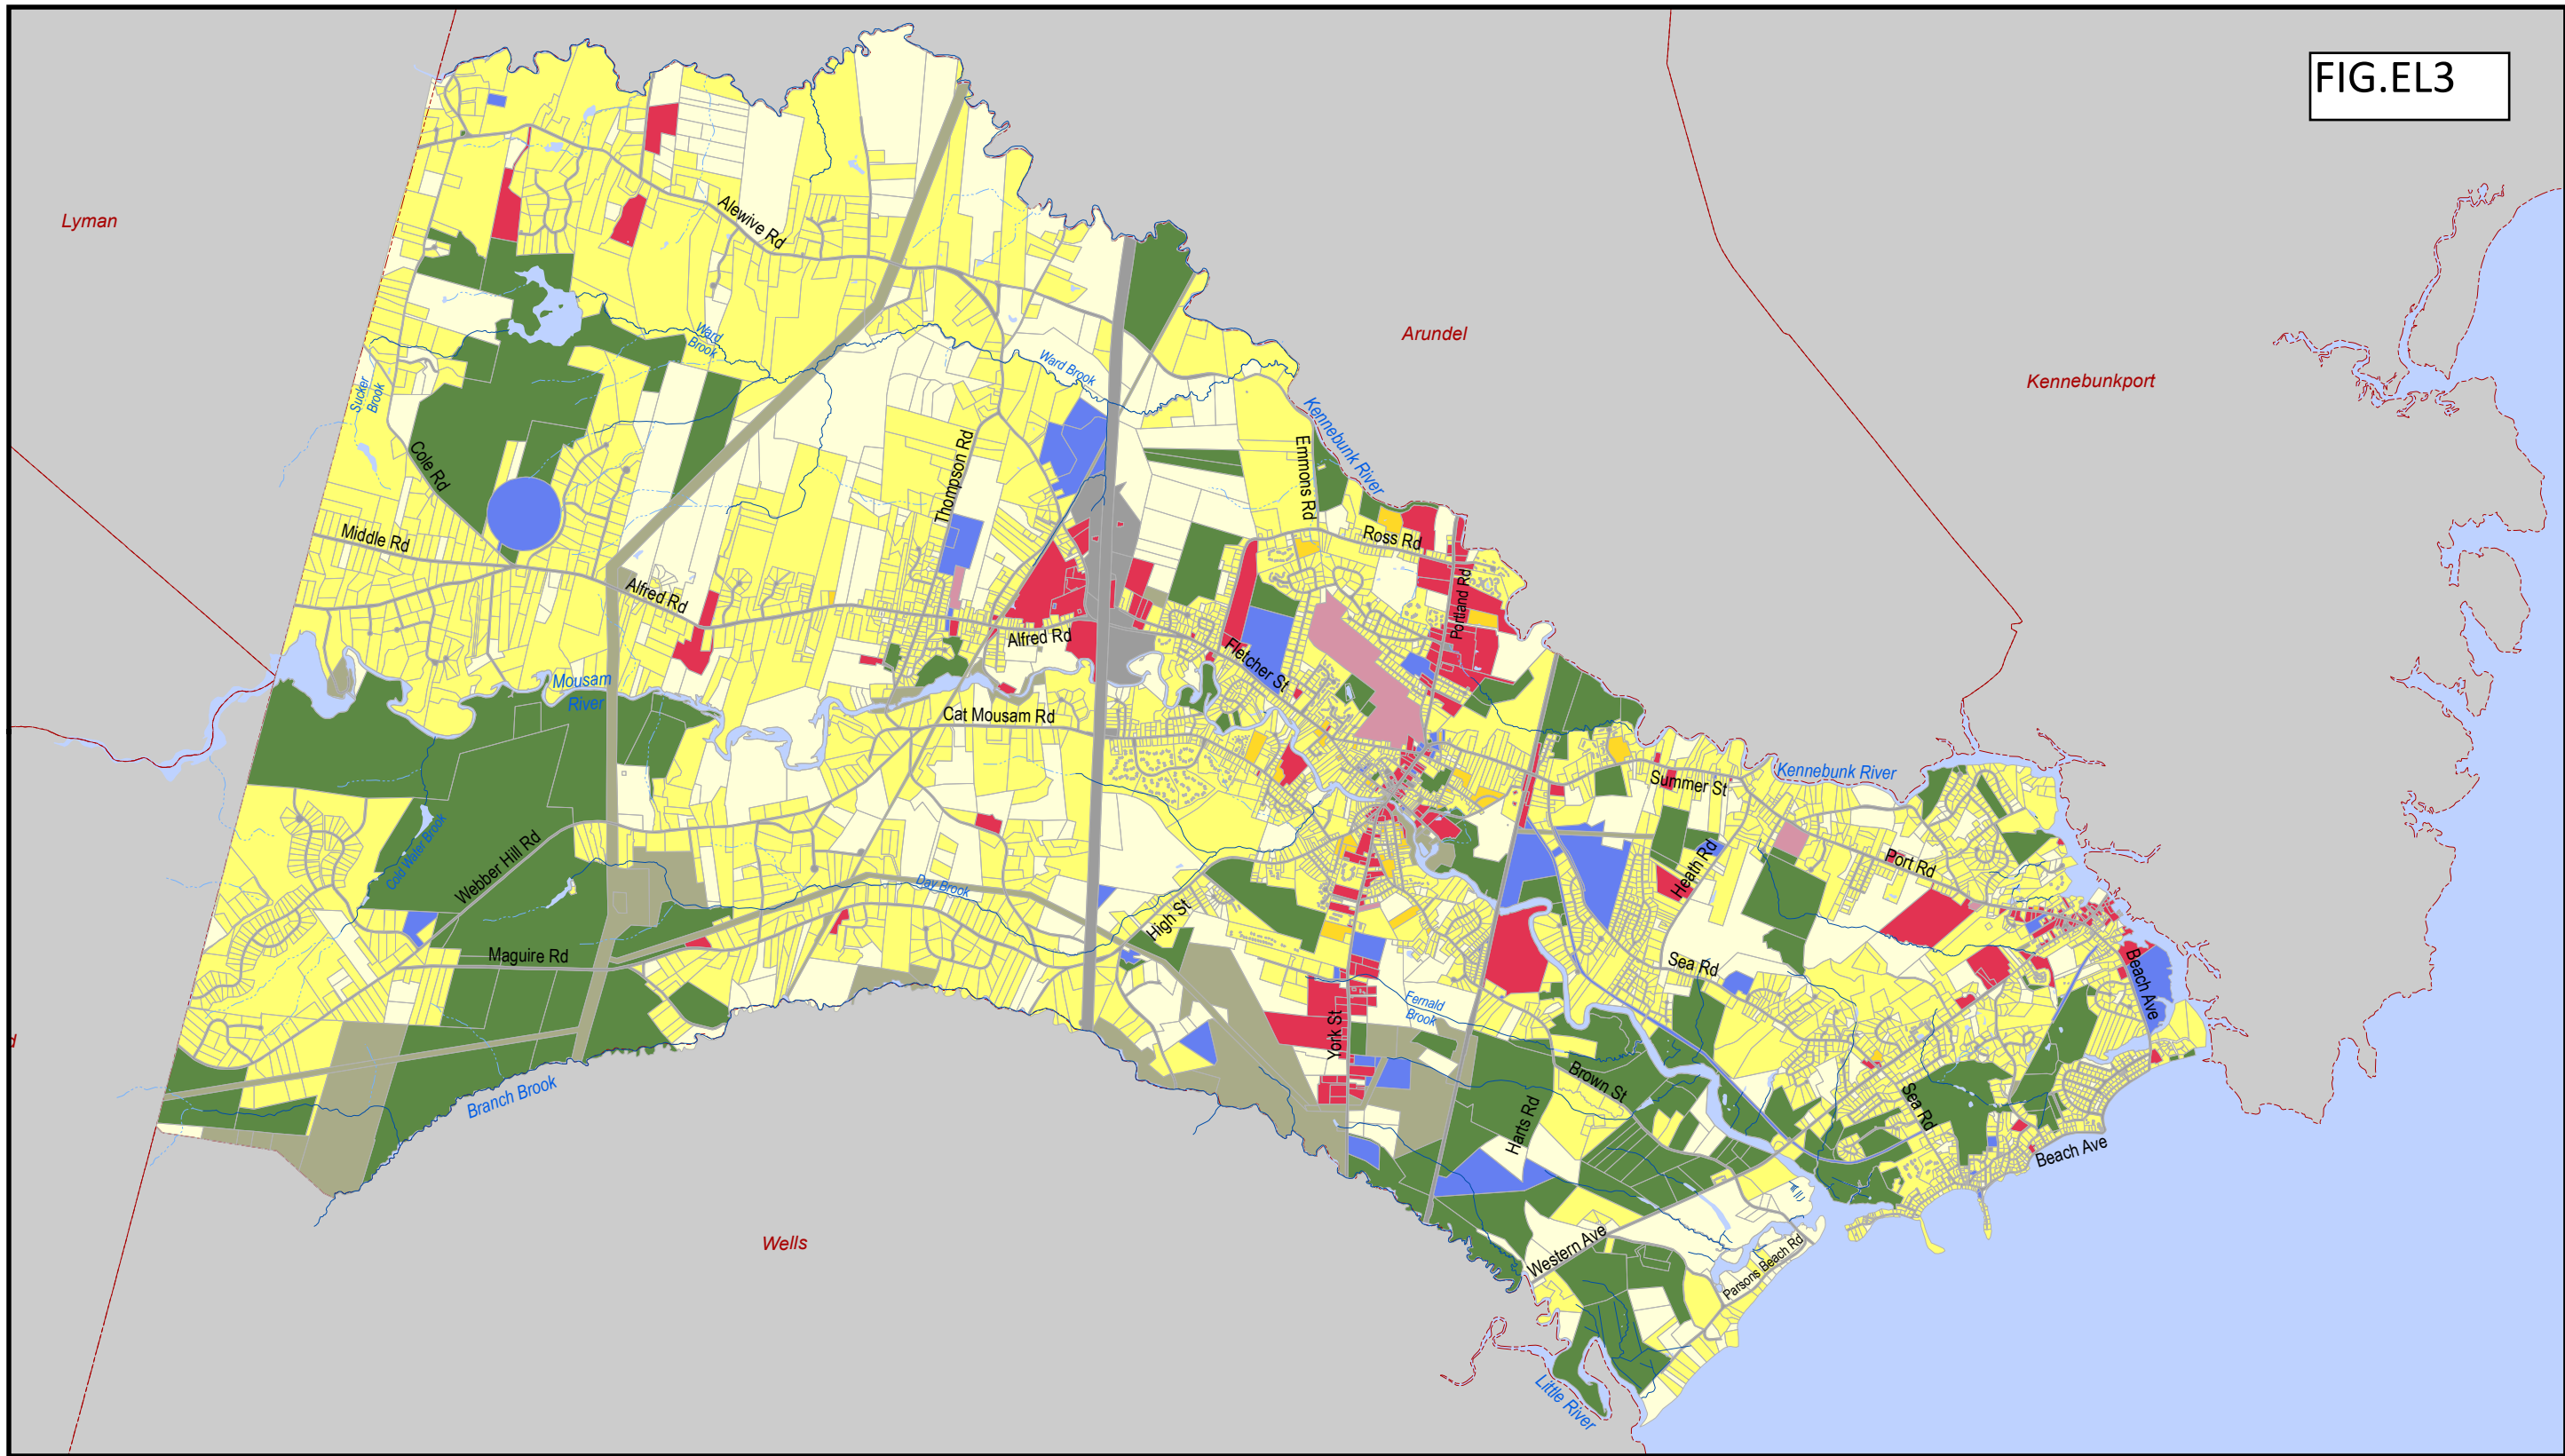 FIG.EL3
Lyman
Alewive Rd
Arundel
Kennebunkport
Ward
Brook
Ward Brook
Sucker
Brook
Kennebunk River
Cole Rd
Thompson Rd
Emmons Rd
Middle Rd
Ross Rd
Alfred Rd
Portland Rd
Alfred Rd
Fletcher St
Mousam
River
Cat Mousam Rd
Kennebunk River
Summer St
Cold Water Brook
Webber Hill Rd
Port Rd
Heath Rd
Day Brook
High St
Maguire Rd
Sea Rd
Beach Ave
Fernald
Brook
York St
d
Branch Brook
Brown St
Harts Rd
Sea Rd
Beach Ave
Wells
Western Ave
Parsons Beach Rd
Little River